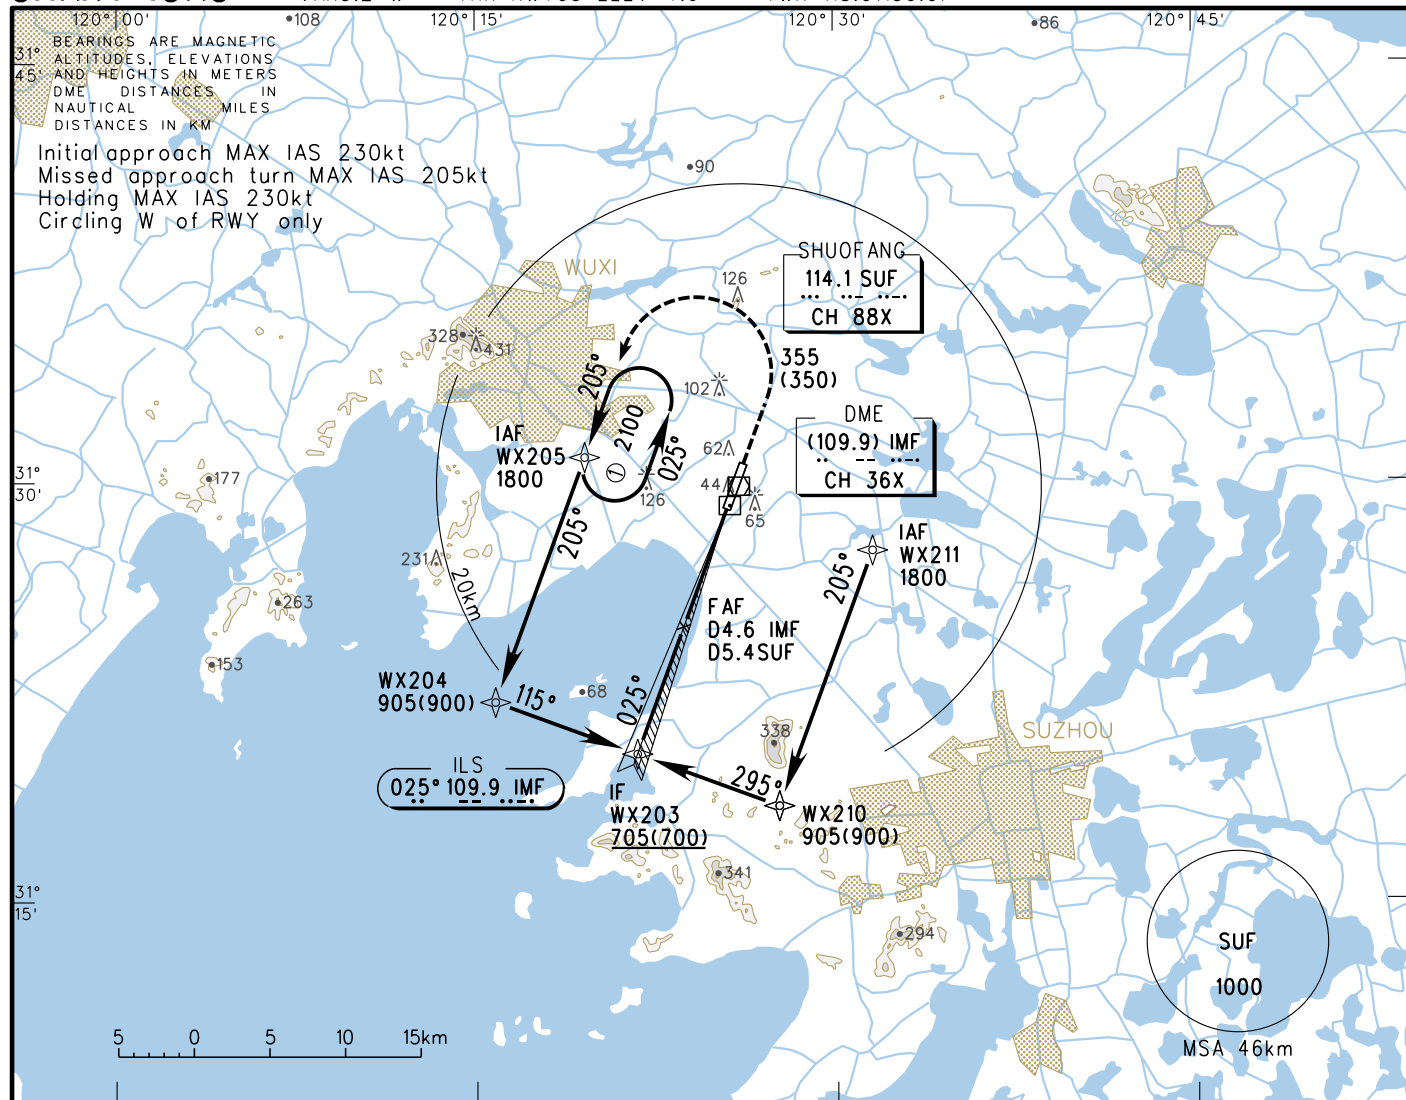 108
86
120°00'
120°15'
120°30'
120°45'
31°
45'
BEARINGS ARE MAGNETIC
ALTITUDES, ELEVATIONS
AND HEIGHTS IN METERS
DME DISTANCES IN
NAUTICAL MILES
DISTANCES IN KM
Initial approach MAX IAS 230kt
Missed approach turn MAX IAS 205kt
Holding MAX IAS 230kt
Circling W of RWY only
90
WUXI
SHUOFANG
114.1 SUF
CH 88X
126
328
431
355
(350)
205°
102
2100
025°
DME
(109.9) IMF
CH 36X
IAF
WX205
1800
1
126
62
44
65
31°
30'
177
205°
IAF
WX211
1800
205°
231
20km
263
153
FAF
D4.6 IMF
D5.4SUF
WX204
905(900)
115°
68
025°
338
SUZHOU
ILS
025° 109.9 IMF
295°
IF
WX203
705(700)
WX210
905(900)
341
31°
15'
294
SUF
1000
MSA 46km
5 0 5 10 15km